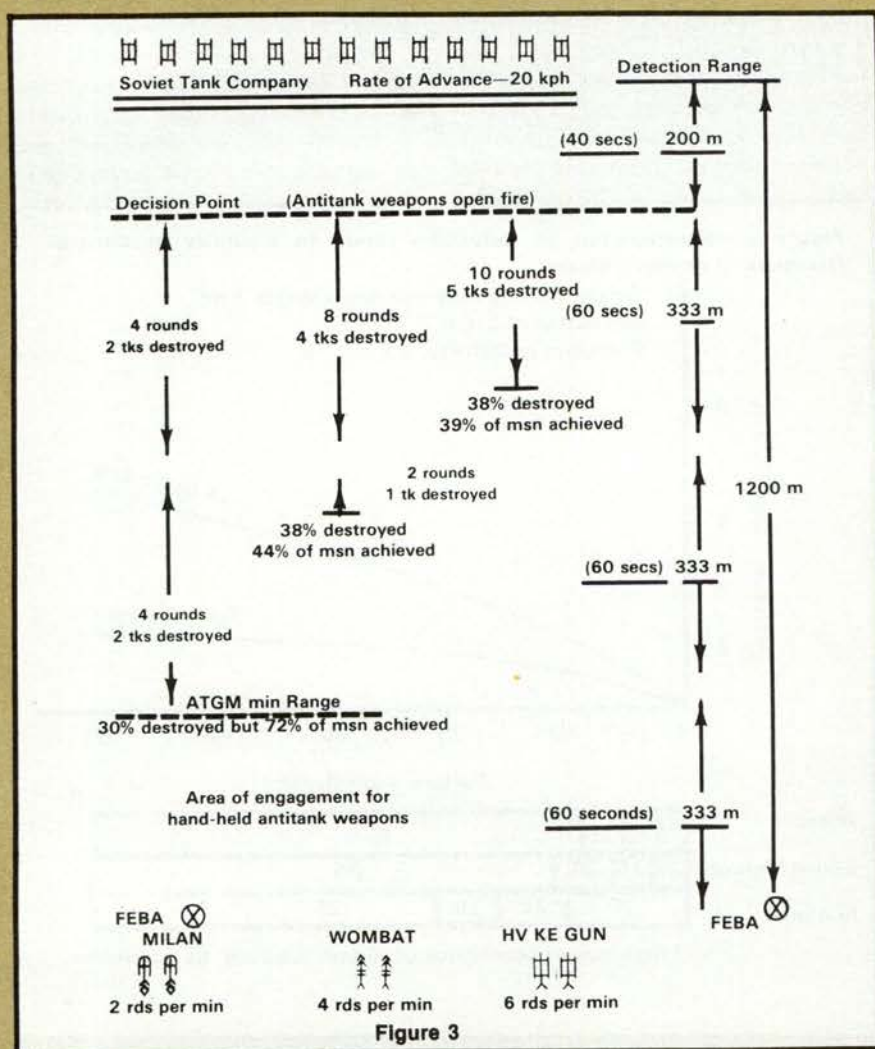 Soviet Tank Company Rate of Advance—20 kph
Detection Range
(40 secs) 200 m
Decision Point (Antitank weapons open fire)
10 rounds
5 tks destroyed
(60 secs) 333 m
8 rounds
4 tks destroyed
4 rounds
2 tks destroyed
38% destroyed
39% of msn achieved
2 rounds
1 tk destroyed
1200 m
38% destroyed
44% of msn achieved
(60 secs) 333 m
4 rounds
2 tks destroyed
ATGM min Range
30% destroyed but 72% of msn achieved
Area of engagement for
hand-held antitank weapons
(60 seconds) 333 m
FEBA
FEBA
MILAN
WOMBAT
HV KE GUN
2 rds per min
4 rds per min
6 rds per min
Figure 3